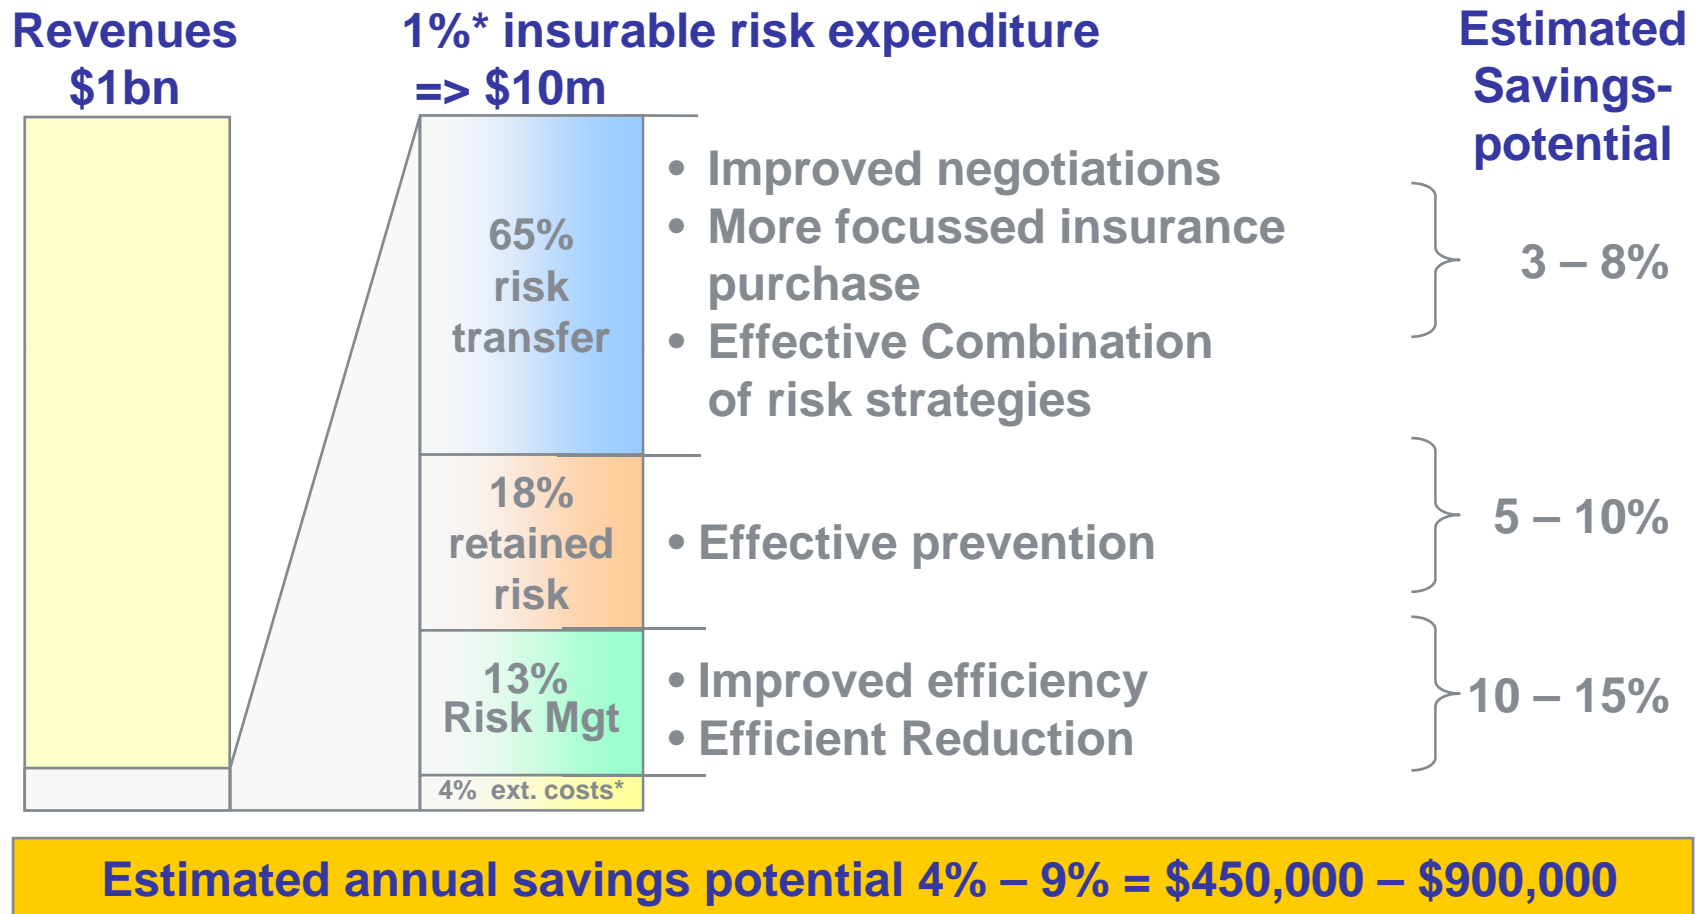 Revenues
$1bn
1%* insurable risk expenditure
=> $10m
Estimated
Savings-
potential
65%
risk
transfer
• Improved negotiations
• More focussed insurance
purchase
• Effective Combination
of risk strategies
3 – 8%
18%
retained
risk
• Effective prevention
5 – 10%
13%
Risk Mgt
• Improved efficiency
• Efficient Reduction
10 – 15%
4% ext. costs*
Estimated annual savings potential 4% – 9% = $450,000 – $900,000